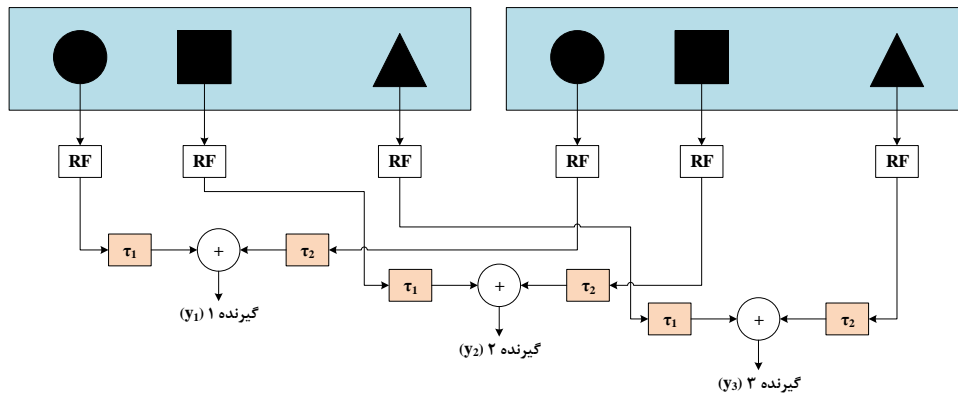 RF RF RF RF RF RF
τ₁ + τ₂
گیرنده ۱ (y₁)
τ₁ + τ₂
گیرنده ۲ (y₂)
τ₁ + τ₂
گیرنده ۳ (y₃)